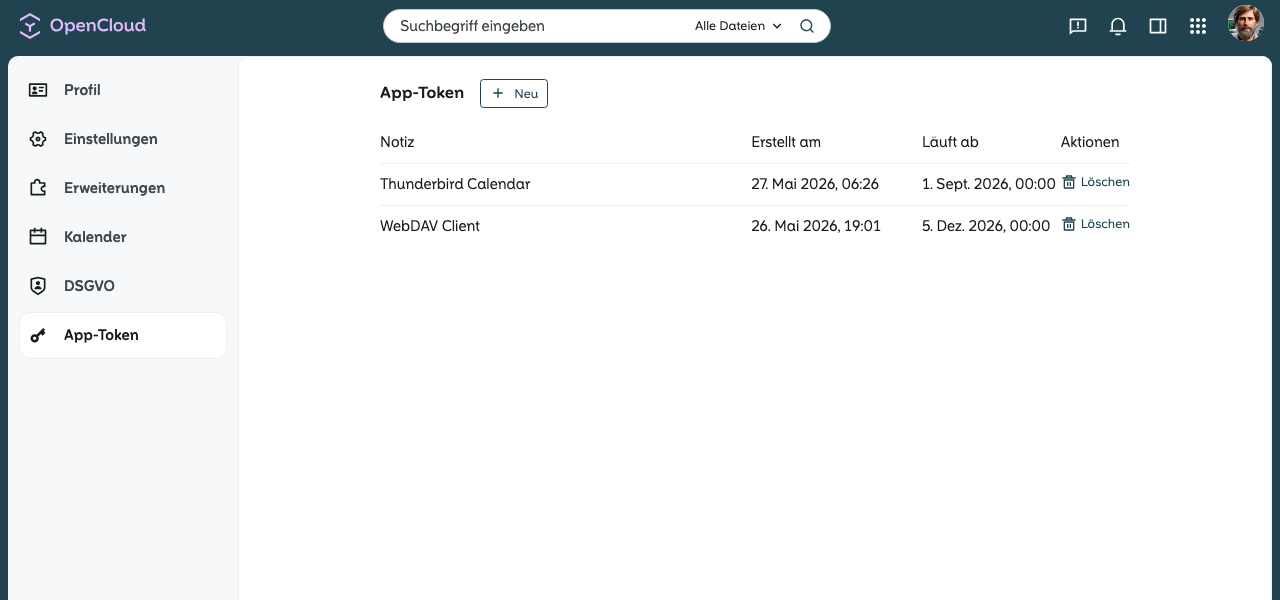 OpenCloud
Suchbegriff eingeben
Alle Dateien
Profil
Einstellungen
Erweiterungen
Kalender
DSGVO
App-Token
App-Token
Neu
Notiz Erstellt am Läuft ab Aktionen
Thunderbird Calendar 27. Mai 2026, 06:26 1. Sept. 2026, 00:00 Löschen
WebDAV Client 26. Mai 2026, 19:01 5. Dez. 2026, 00:00 Löschen